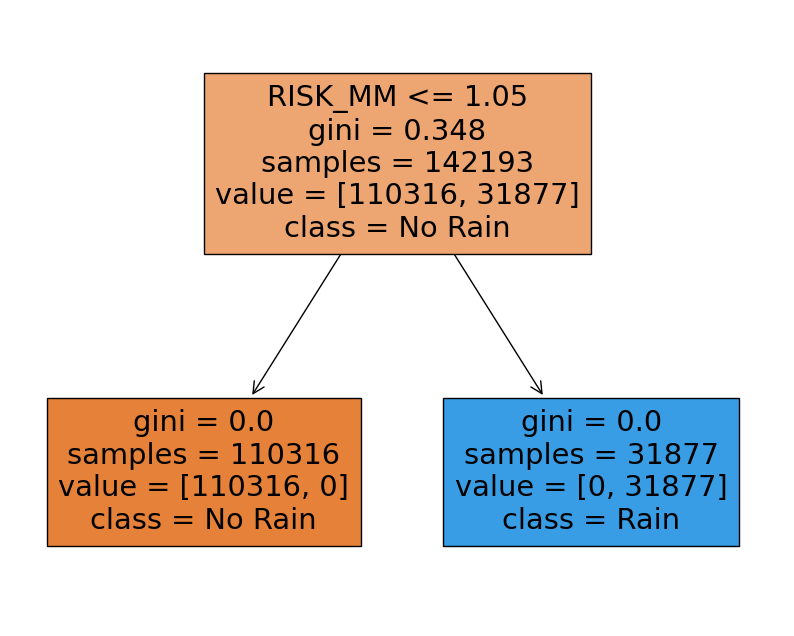 RISK_MM <= 1.05
gini = 0.348
samples = 142193
value = [110316, 31877]
class = No Rain
gini = 0.0
samples = 110316
value = [110316, 0]
class = No Rain
gini = 0.0
samples = 31877
value = [0, 31877]
class = Rain